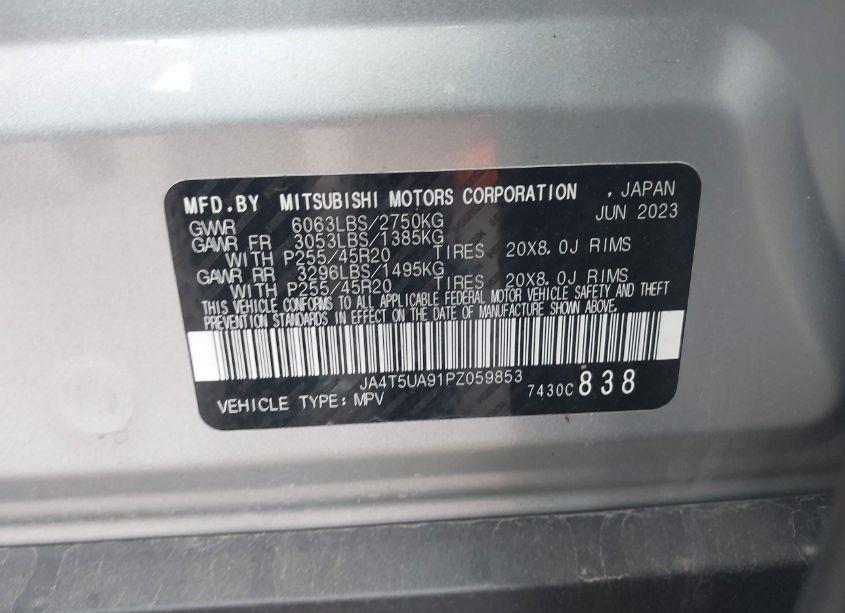 MFD.BY MITSUBISHI MOTORS CORPORATION , JAPAN
JUN 2023
GVWR 6063LBS/2750KG
GAWR FR 3053LBS/1385KG
WITH P255/45R20 TIRES 20X8.0J RIMS
GAWR RR 3296LBS/1495KG
WITH P255/45R20 TIRES 20X8.0J RIMS
THIS VEHICLE CONFORMS TO ALL APPLICABLE FEDERAL MOTOR VEHICLE SAFETY AND THEFT
PREVENTION STANDARDS IN EFFECT ON THE DATE OF MANUFACTURE SHOWN ABOVE.
JA4T5UA91PZ059853
VEHICLE TYPE: MPV 7430C 838